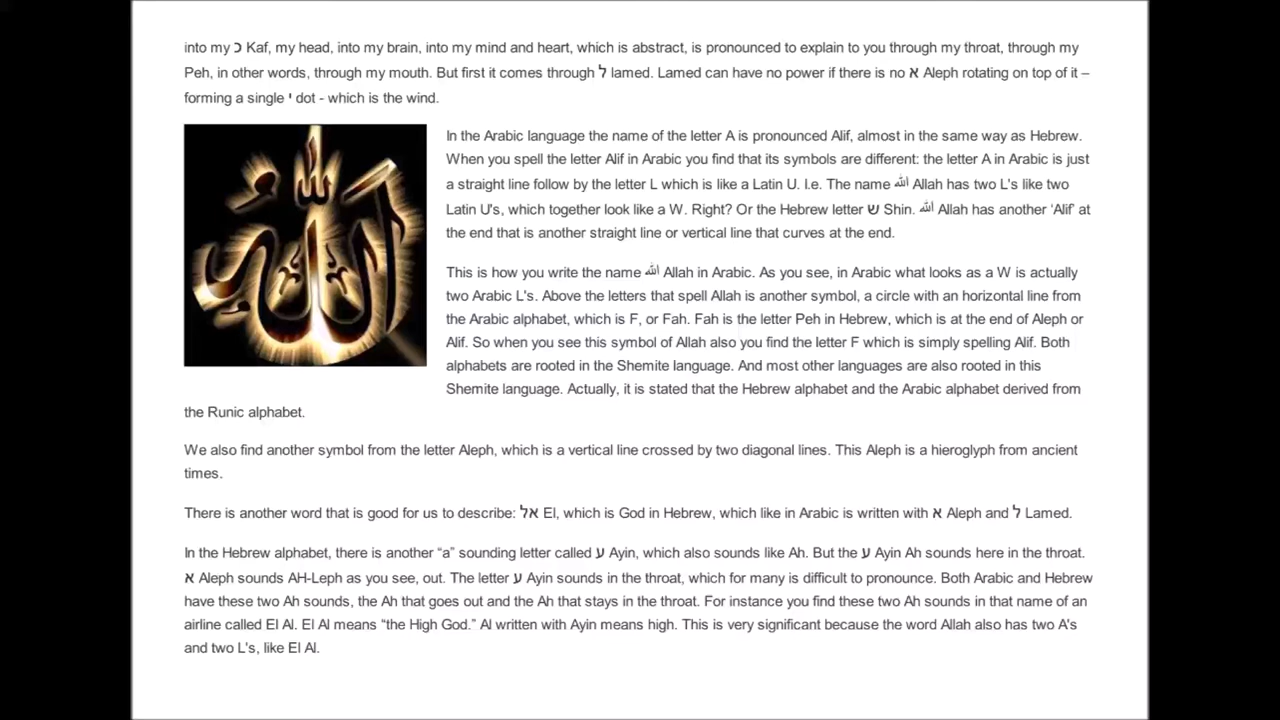 into my כ Kaf, my head, into my brain, into my mind and heart, which is abstract, is pronounced to explain to you through my throat, through my
Peh, in other words, through my mouth. But first it comes through ל lamed. Lamed can have no power if there is no א Aleph rotating on top of it –
forming a single י dot - which is the wind.
الله
In the Arabic language the name of the letter A is pronounced Alif, almost in the same way as Hebrew.
When you spell the letter Alif in Arabic you find that its symbols are different: the letter A in Arabic is just
a straight line follow by the letter L which is like a Latin U. I.e. The name الله Allah has two L's like two
Latin U's, which together look like a W. Right? Or the Hebrew letter ש Shin. الله Allah has another ‘Alif’ at
the end that is another straight line or vertical line that curves at the end.
This is how you write the name الله Allah in Arabic. As you see, in Arabic what looks as a W is actually
two Arabic L's. Above the letters that spell Allah is another symbol, a circle with an horizontal line from
the Arabic alphabet, which is F, or Fah. Fah is the letter Peh in Hebrew, which is at the end of Aleph or
Alif. So when you see this symbol of Allah also you find the letter F which is simply spelling Alif. Both
alphabets are rooted in the Shemite language. And most other languages are also rooted in this
Shemite language. Actually, it is stated that the Hebrew alphabet and the Arabic alphabet derived from
the Runic alphabet.
We also find another symbol from the letter Aleph, which is a vertical line crossed by two diagonal lines. This Aleph is a hieroglyph from ancient
times.
There is another word that is good for us to describe: אל El, which is God in Hebrew, which like in Arabic is written with א Aleph and ל Lamed.
In the Hebrew alphabet, there is another “a” sounding letter called ע Ayin, which also sounds like Ah. But the ע Ayin Ah sounds here in the throat.
א Aleph sounds AH-Leph as you see, out. The letter ע Ayin sounds in the throat, which for many is difficult to pronounce. Both Arabic and Hebrew
have these two Ah sounds, the Ah that goes out and the Ah that stays in the throat. For instance you find these two Ah sounds in that name of an
airline called El Al. El Al means “the High God.” Al written with Ayin means high. This is very significant because the word Allah also has two A's
and two L's, like El Al.